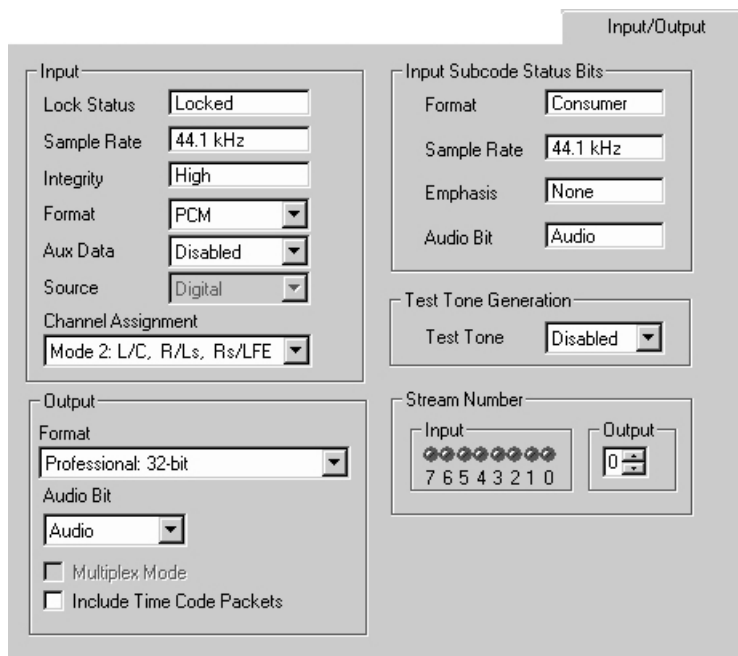 Input/Output
Input
Lock Status Locked
Sample Rate 44.1 kHz
Integrity High
Format PCM
Aux Data Disabled
Source Digital
Channel Assignment
Mode 2: L/C, R/Ls, Rs/LFE
Output
Format
Professional: 32-bit
Audio Bit
Audio
Multiplex Mode
Include Time Code Packets
Input Subcode Status Bits
Format Consumer
Sample Rate 44.1 kHz
Emphasis None
Audio Bit Audio
Test Tone Generation
Test Tone Disabled
Stream Number
Input
7 6 5 4 3 2 1 0
Output
0